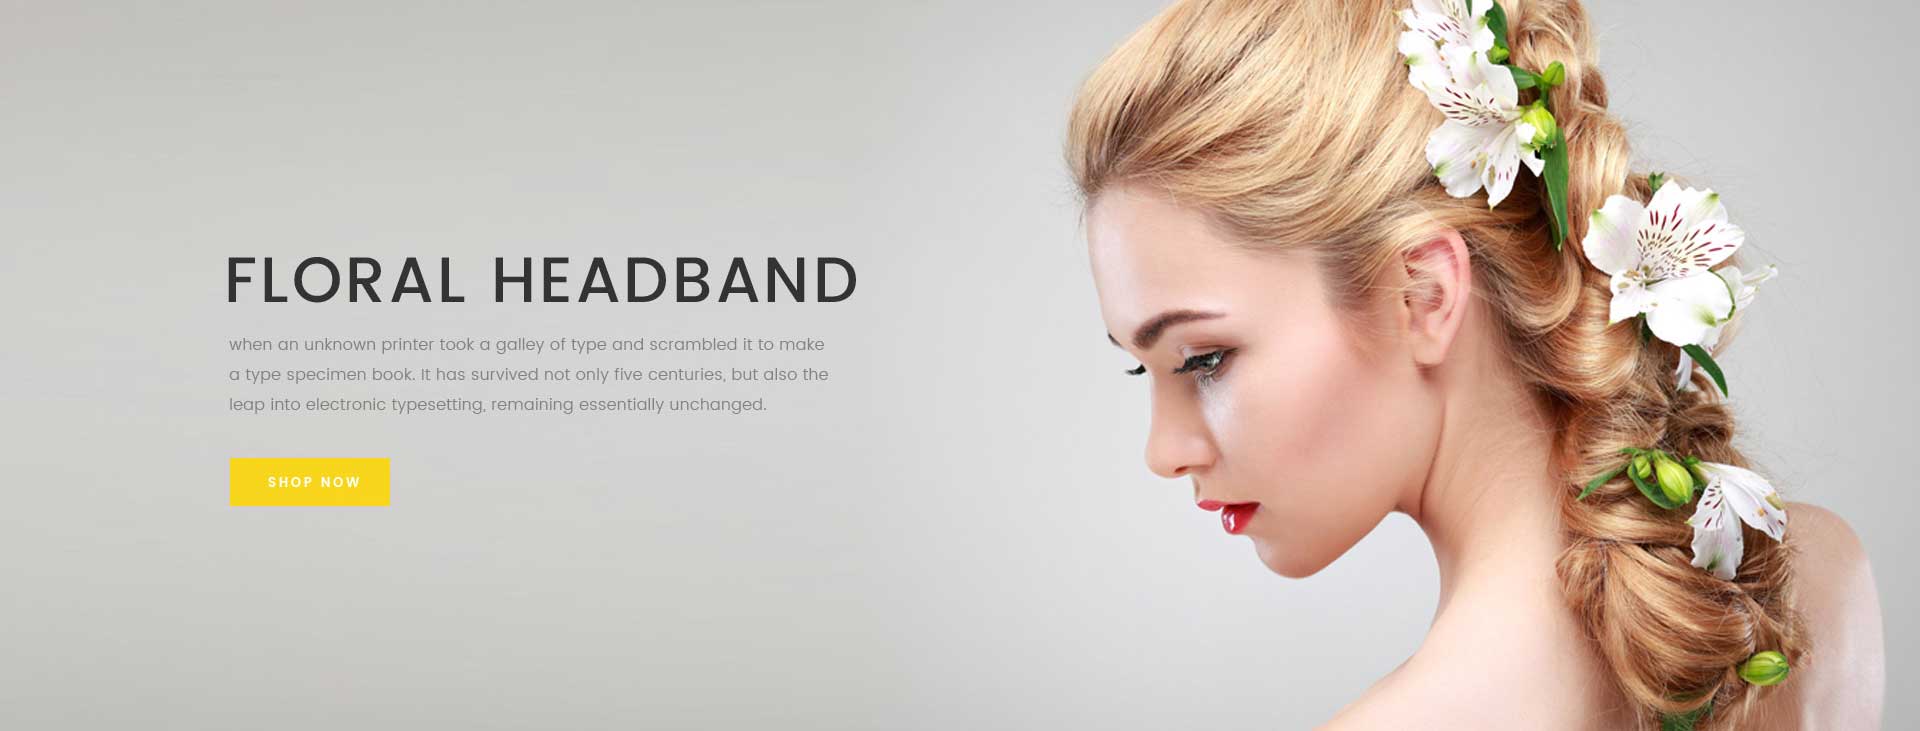 FLORAL HEADBAND
when an unknown printer took a galley of type and scrambled it to make
a type specimen book. It has survived not only five centuries, but also the
leap into electronic typesetting, remaining essentially unchanged.
SHOP NOW